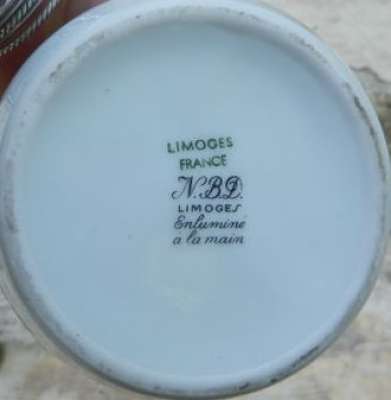 LIMOGES
FRANCE
N.B.D.
LIMOGES
Enluminé
a la main